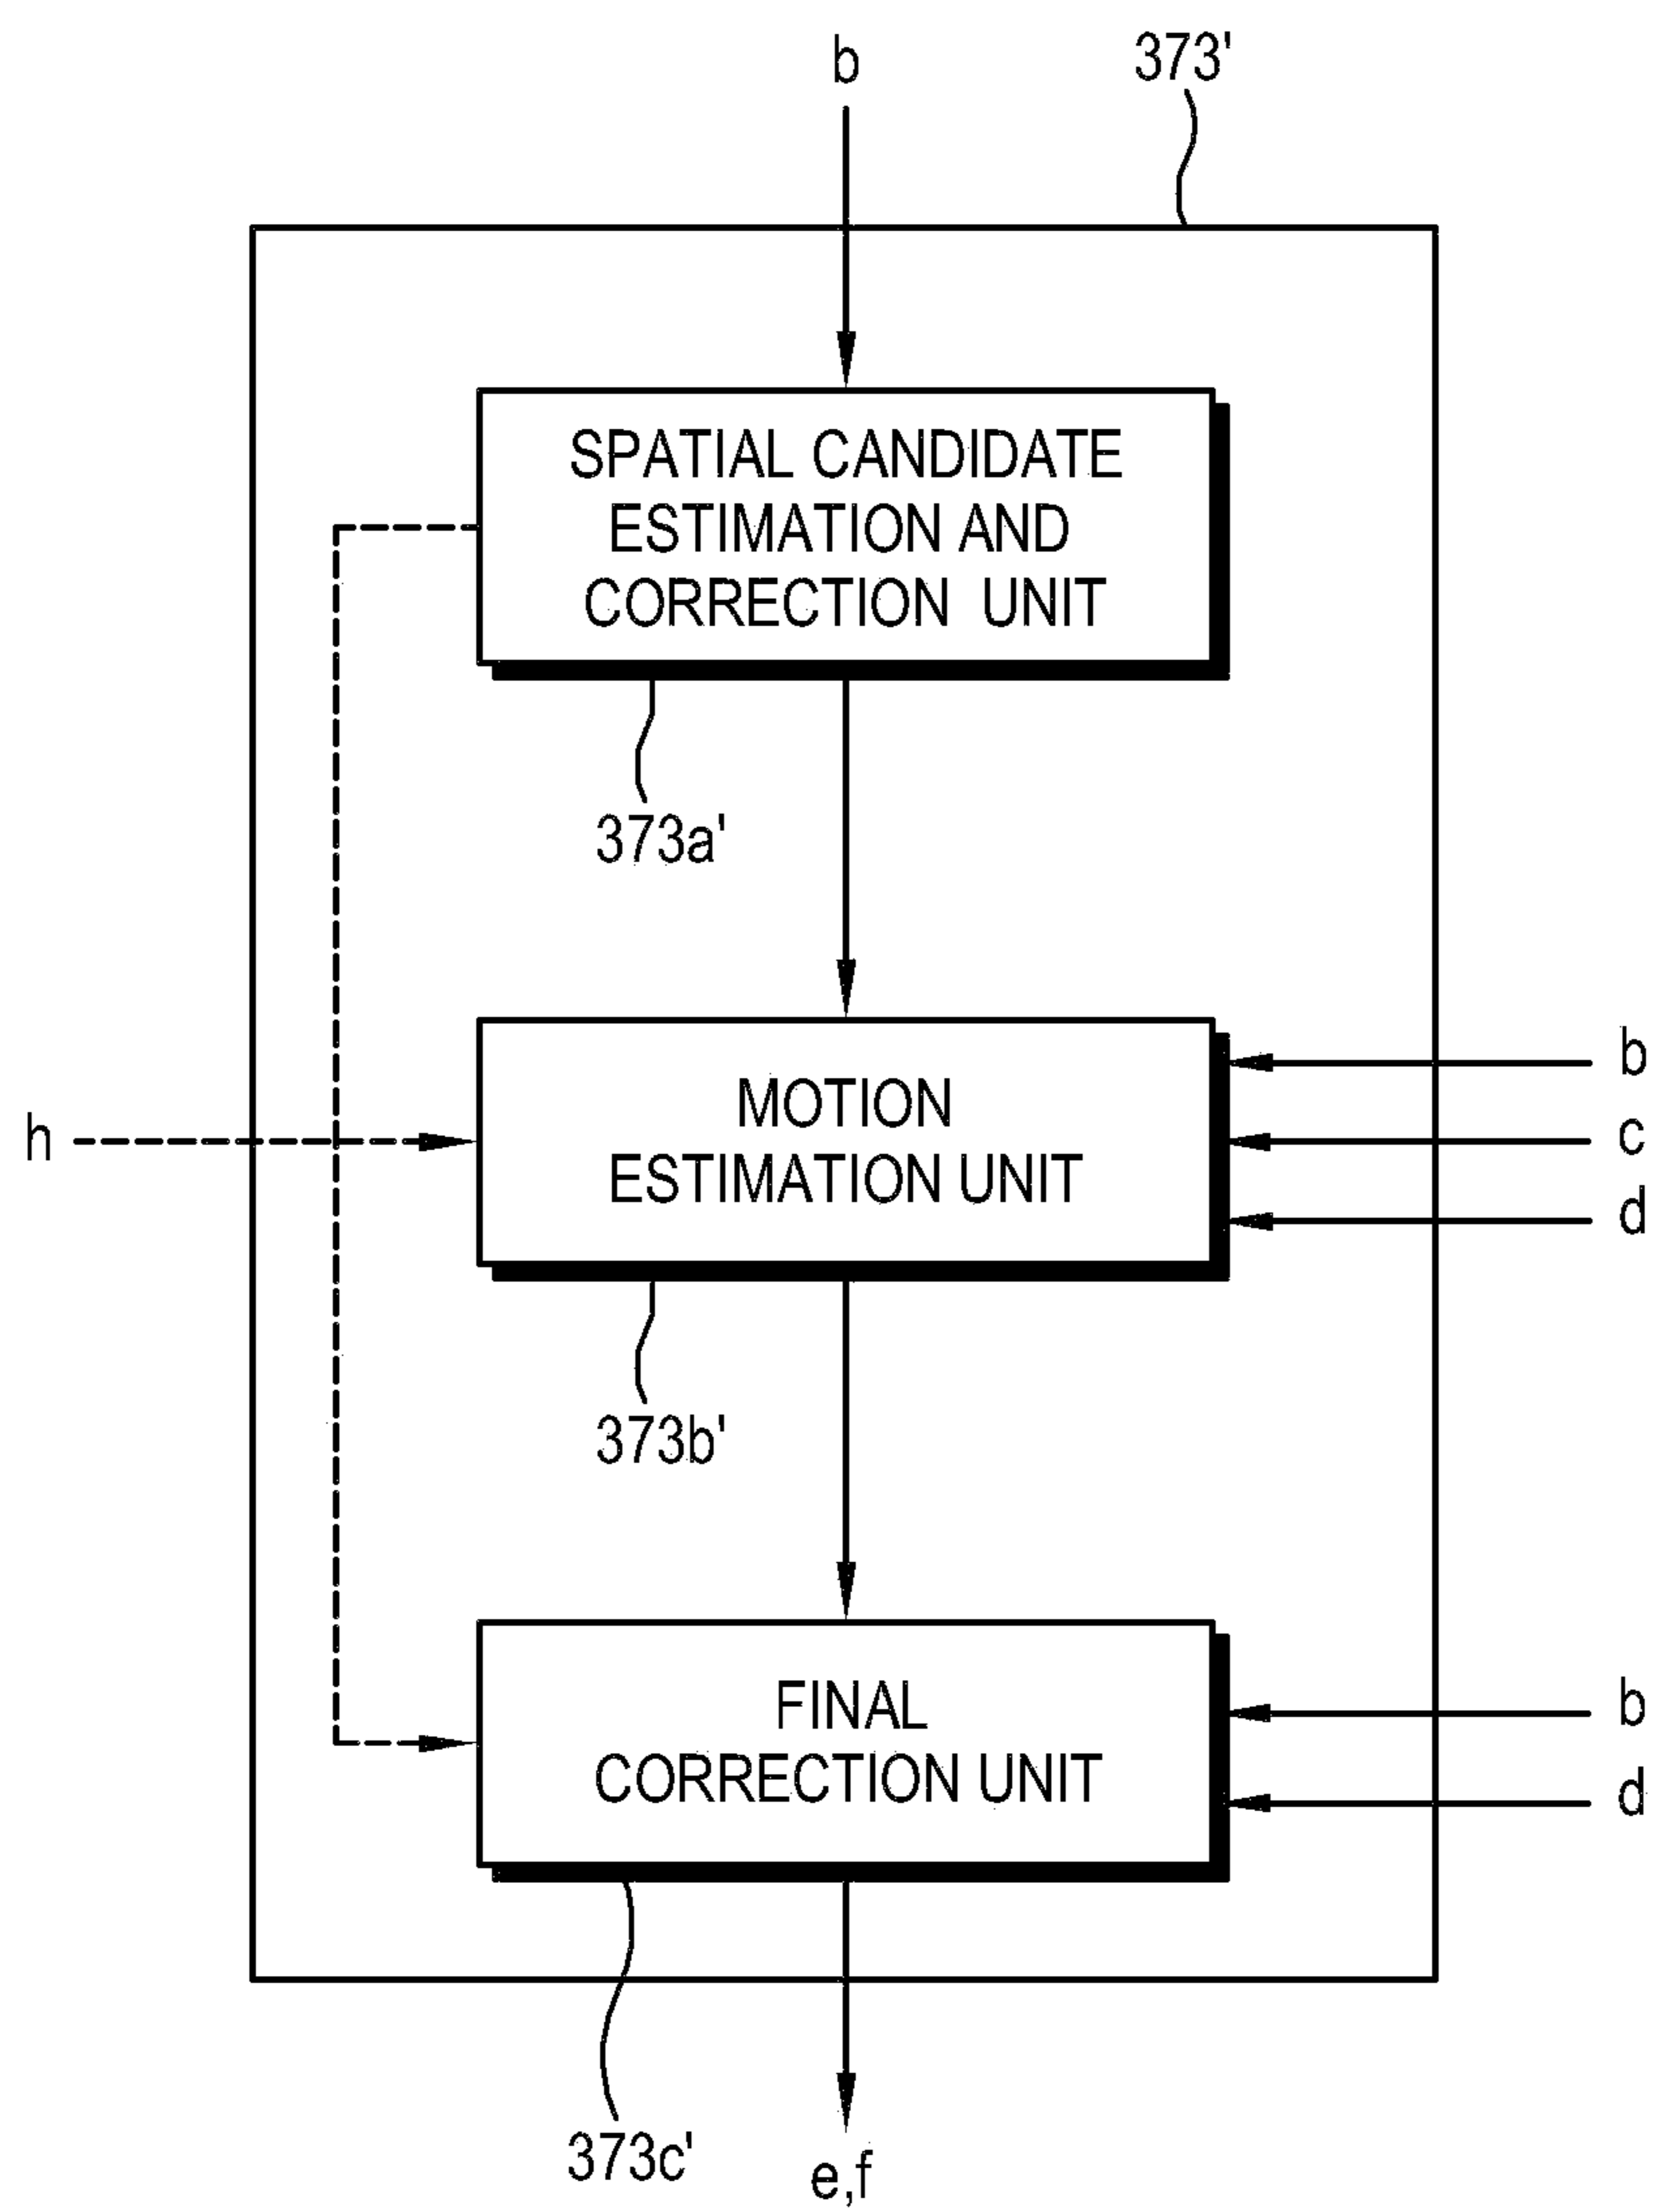 b
373'
SPATIAL CANDIDATE
ESTIMATION AND
CORRECTION UNIT
373a'
h
MOTION
ESTIMATION UNIT
b
c
d
373b'
FINAL
CORRECTION UNIT
b
d
373c'
e,f